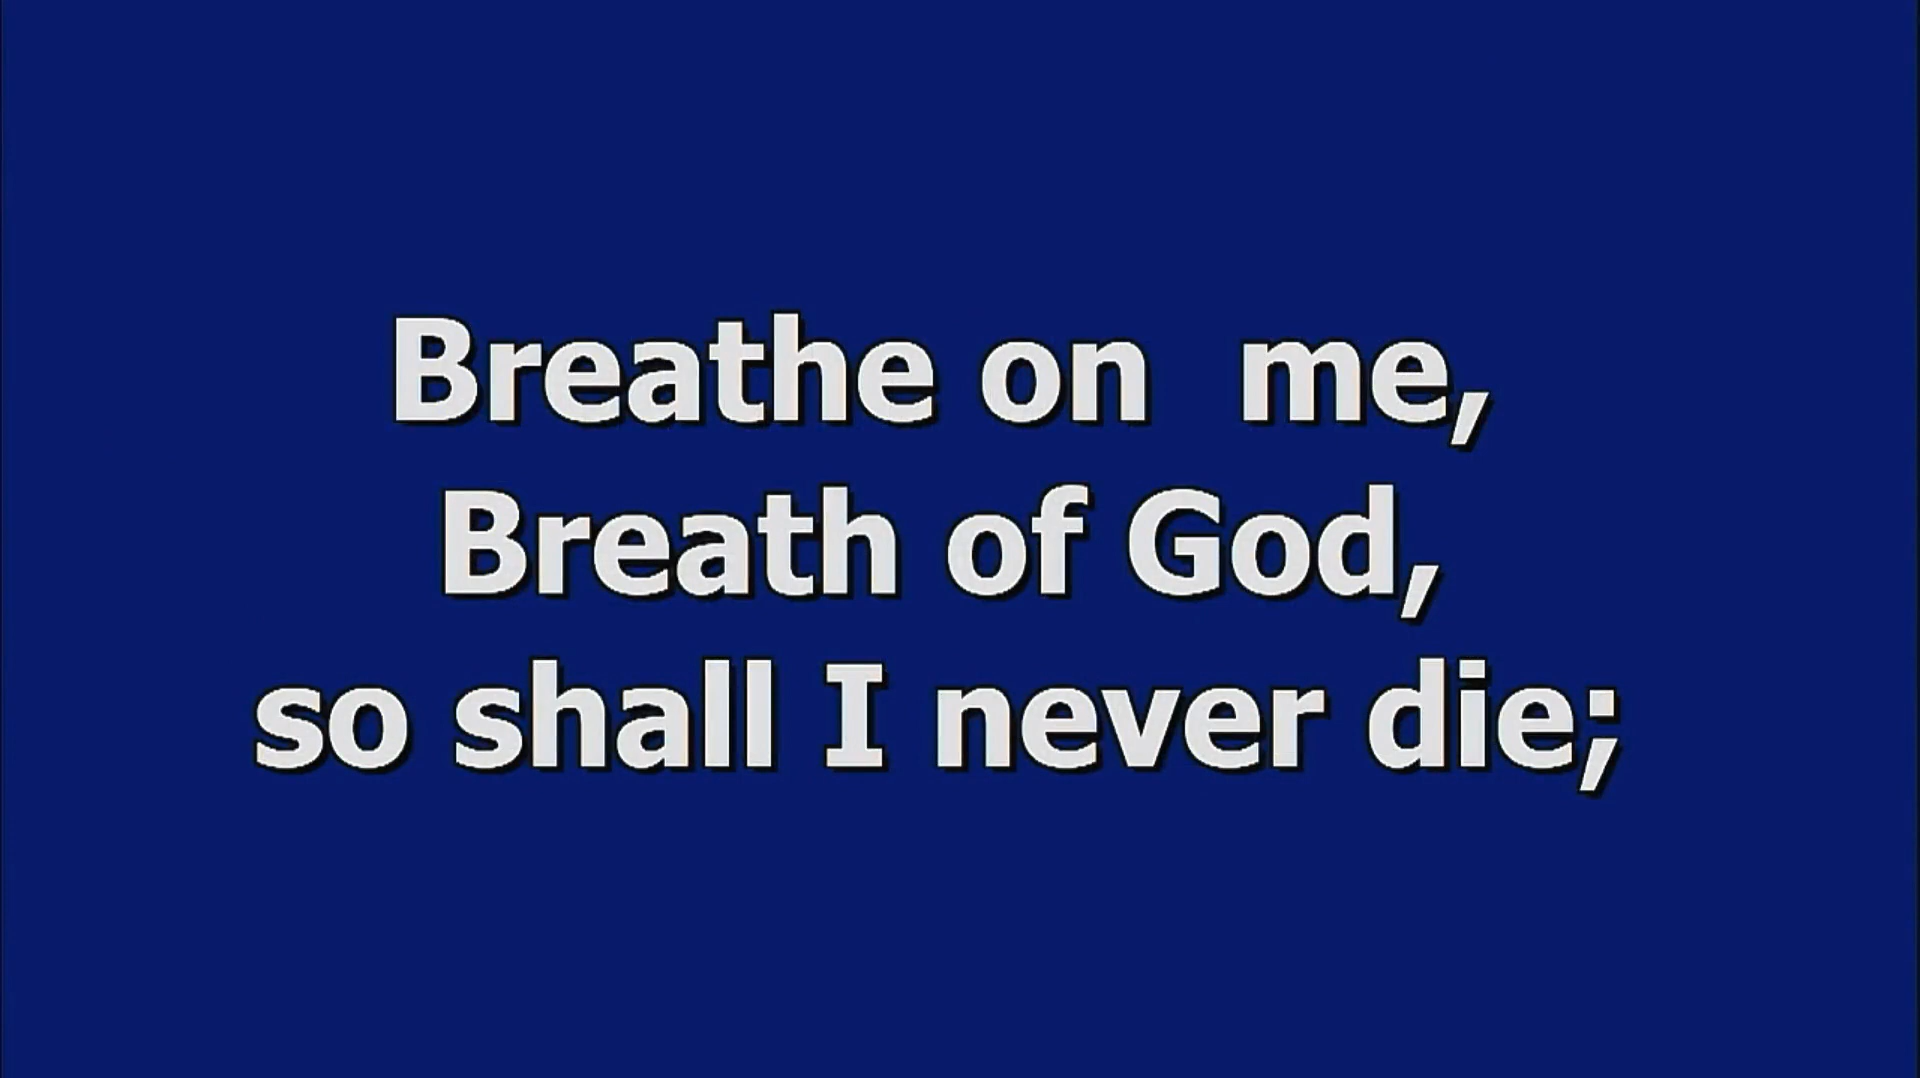 Breathe on  me,
Breath of God,
so shall I never die;